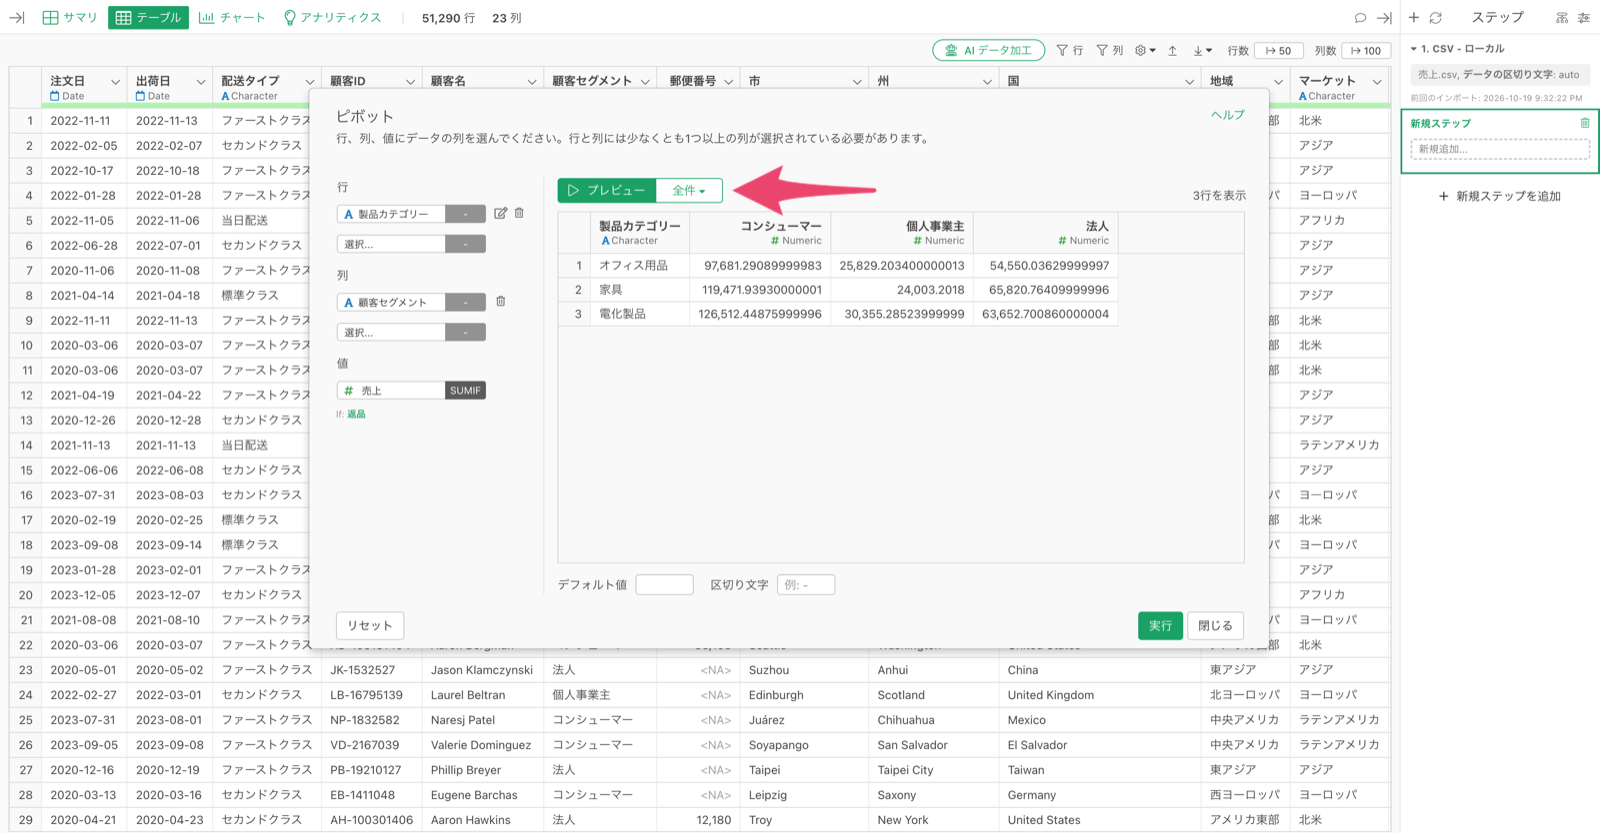 サマリ テーブル チャート アナリティクス 51,290 行 23 列
ステップ
AI データ加工 行 列 行数 50 列数 100
1. CSV - ローカル
売上.csv, データの区切り文字: auto
前回のインポート: 2026-10-19 9:32:22 PM
新規ステップ
新規追加...
+ 新規ステップを追加
注文日 出荷日 配送タイプ 顧客ID 顧客名 顧客セグメント 郵便番号 市 州 国 地域 マーケット
Date Date Character Character
ピボット
ヘルプ
行、列、値にデータの列を選んでください。行と列には少なくとも1つ以上の列が選択されている必要があります。
行
製品カテゴリー -
選択... -
列
顧客セグメント -
選択... -
値
売上 SUMIF
If: 返品
プレビュー 全件
3行を表示
製品カテゴリー コンシューマー 個人事業主 法人
Character Numeric Numeric Numeric
1 オフィス用品 97,681.29089999983 25,829.203400000013 54,550.03629999997
2 家具 119,471.93930000001 24,003.2018 65,820.76409999996
3 電化製品 126,512.44875999996 30,355.28523999999 63,652.700860000004
デフォルト値 区切り文字 例: -
リセット 実行 閉じる
1 2022-11-11 2022-11-13 ファーストクラス 部 北米
2 2022-02-05 2022-02-07 セカンドクラス アジア
3 2022-10-17 2022-10-18 ファーストクラス アジア
4 2022-01-28 2022-01-28 ファーストクラス パ ヨーロッパ
5 2022-11-05 2022-11-06 当日配送 アフリカ
6 2022-06-28 2022-07-01 セカンドクラス アジア
7 2020-11-06 2020-11-08 ファーストクラス アジア
8 2021-04-14 2021-04-18 標準クラス アジア
9 2022-11-11 2022-11-13 ファーストクラス 部 北米
10 2020-03-06 2020-03-07 ファーストクラス 部 北米
11 2020-03-06 2020-03-07 ファーストクラス 部 北米
12 2021-04-19 2021-04-22 ファーストクラス アジア
13 2020-12-26 2020-12-28 セカンドクラス アジア
14 2021-11-13 2021-11-13 当日配送 ラテンアメリカ
15 2022-06-06 2022-06-08 セカンドクラス アジア
16 2023-07-31 2023-08-03 セカンドクラス パ ヨーロッパ
17 2020-02-19 2020-02-25 標準クラス 部 北米
18 2023-09-08 2023-09-14 標準クラス パ ヨーロッパ
19 2023-01-28 2023-02-01 ファーストクラス アジア
20 2023-12-05 2023-12-07 セカンドクラス アフリカ
21 2021-08-08 2021-08-10 ファーストクラス パ ヨーロッパ
22 2020-03-06 2020-03-07 ファーストクラス 北米
23 2020-05-01 2020-05-02 ファーストクラス JK-1532527 Jason Klamczynski 法人 <NA> Suzhou Anhui China 東アジア アジア
24 2022-02-27 2022-03-01 セカンドクラス LB-16795139 Laurel Beltran 個人事業主 <NA> Edinburgh Scotland United Kingdom 北ヨーロッパ ヨーロッパ
25 2023-07-31 2023-08-01 ファーストクラス NP-1832582 Naresj Patel コンシューマー <NA> Juárez Chihuahua Mexico 中央アメリカ ラテンアメリカ
26 2023-09-05 2023-09-08 ファーストクラス VD-2167039 Valerie Dominguez コンシューマー <NA> Soyapango San Salvador El Salvador 中央アメリカ ラテンアメリカ
27 2020-12-16 2020-12-19 ファーストクラス PB-19210127 Phillip Breyer 法人 <NA> Taipei Taipei City Taiwan 東アジア アジア
28 2020-03-13 2020-03-16 セカンドクラス EB-1411048 Eugene Barchas コンシューマー <NA> Leipzig Saxony Germany 西ヨーロッパ ヨーロッパ
29 2020-04-21 2020-04-23 セカンドクラス AH-100301406 Aaron Hawkins 法人 12,180 Troy New York United States アメリカ東部 北米